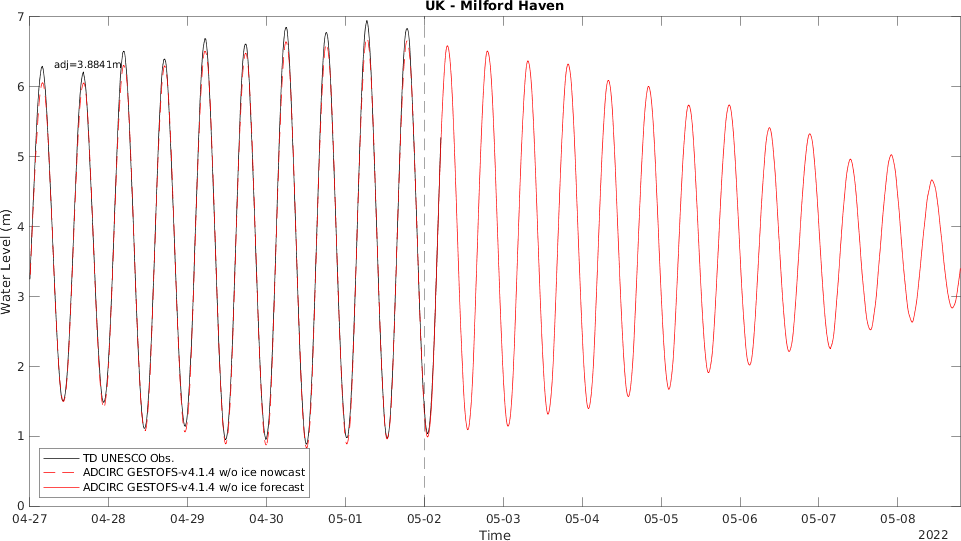 UK - Milford Haven
7
6
5
4
3
2
1
0
Water Level (m)
adj=3.8841m
TD UNESCO Obs.
ADCIRC GESTOFS-v4.1.4 w/o ice nowcast
ADCIRC GESTOFS-v4.1.4 w/o ice forecast
04-27 04-28 04-29 04-30 05-01 05-02 05-03 05-04 05-05 05-06 05-07 05-08
Time
2022